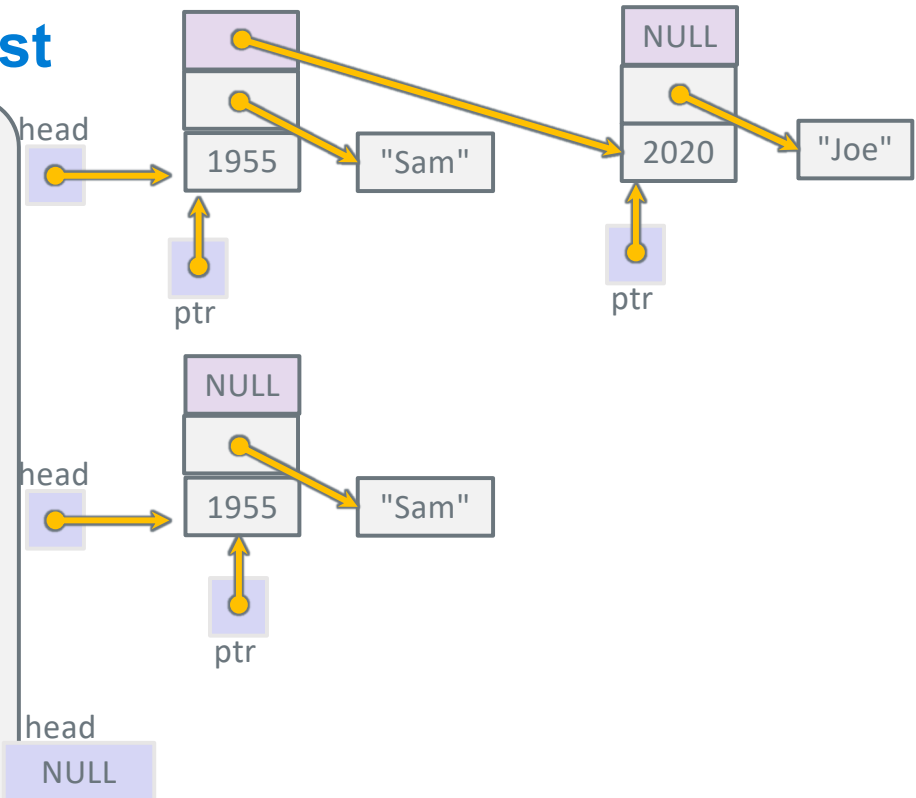 st
NULL
head
1955
"Sam"
2020
"Joe"
ptr
ptr
NULL
head
1955
"Sam"
ptr
head
NULL